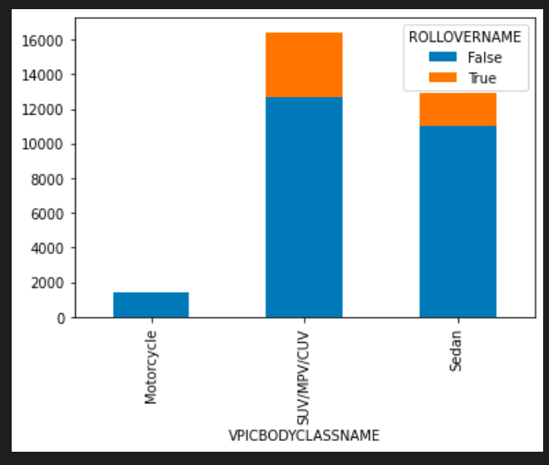 ROLLOVERNAME
False
True
16000
14000
12000
10000
8000
6000
4000
2000
0
Motorcycle
SUV/MPV/CUV
Sedan
VPICBODYCLASSNAME